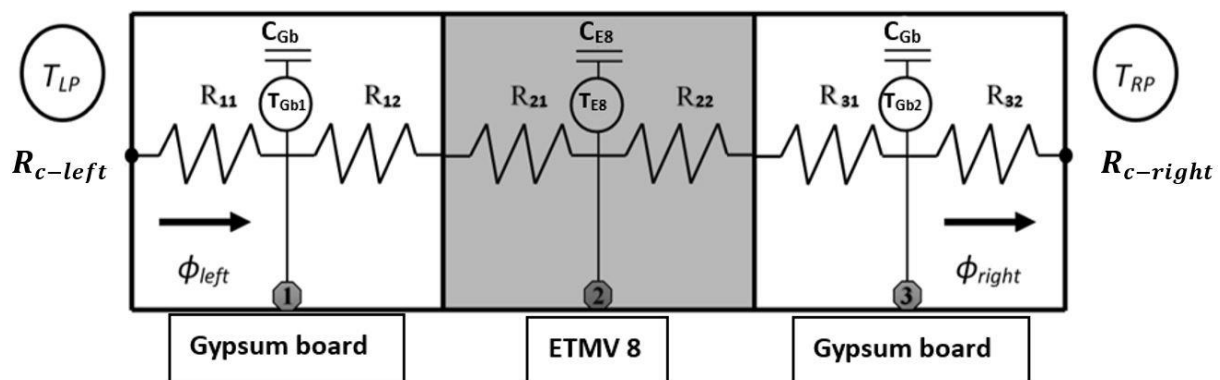 C_Gb C_E8 C_Gb
T_LP T_RP
R_11 T_Gb1 R_12 R_21 T_E8 R_22 R_31 T_Gb2 R_32
R_c−left R_c−right
ϕ_left ϕ_right
1 2 3
Gypsum board ETMV 8 Gypsum board